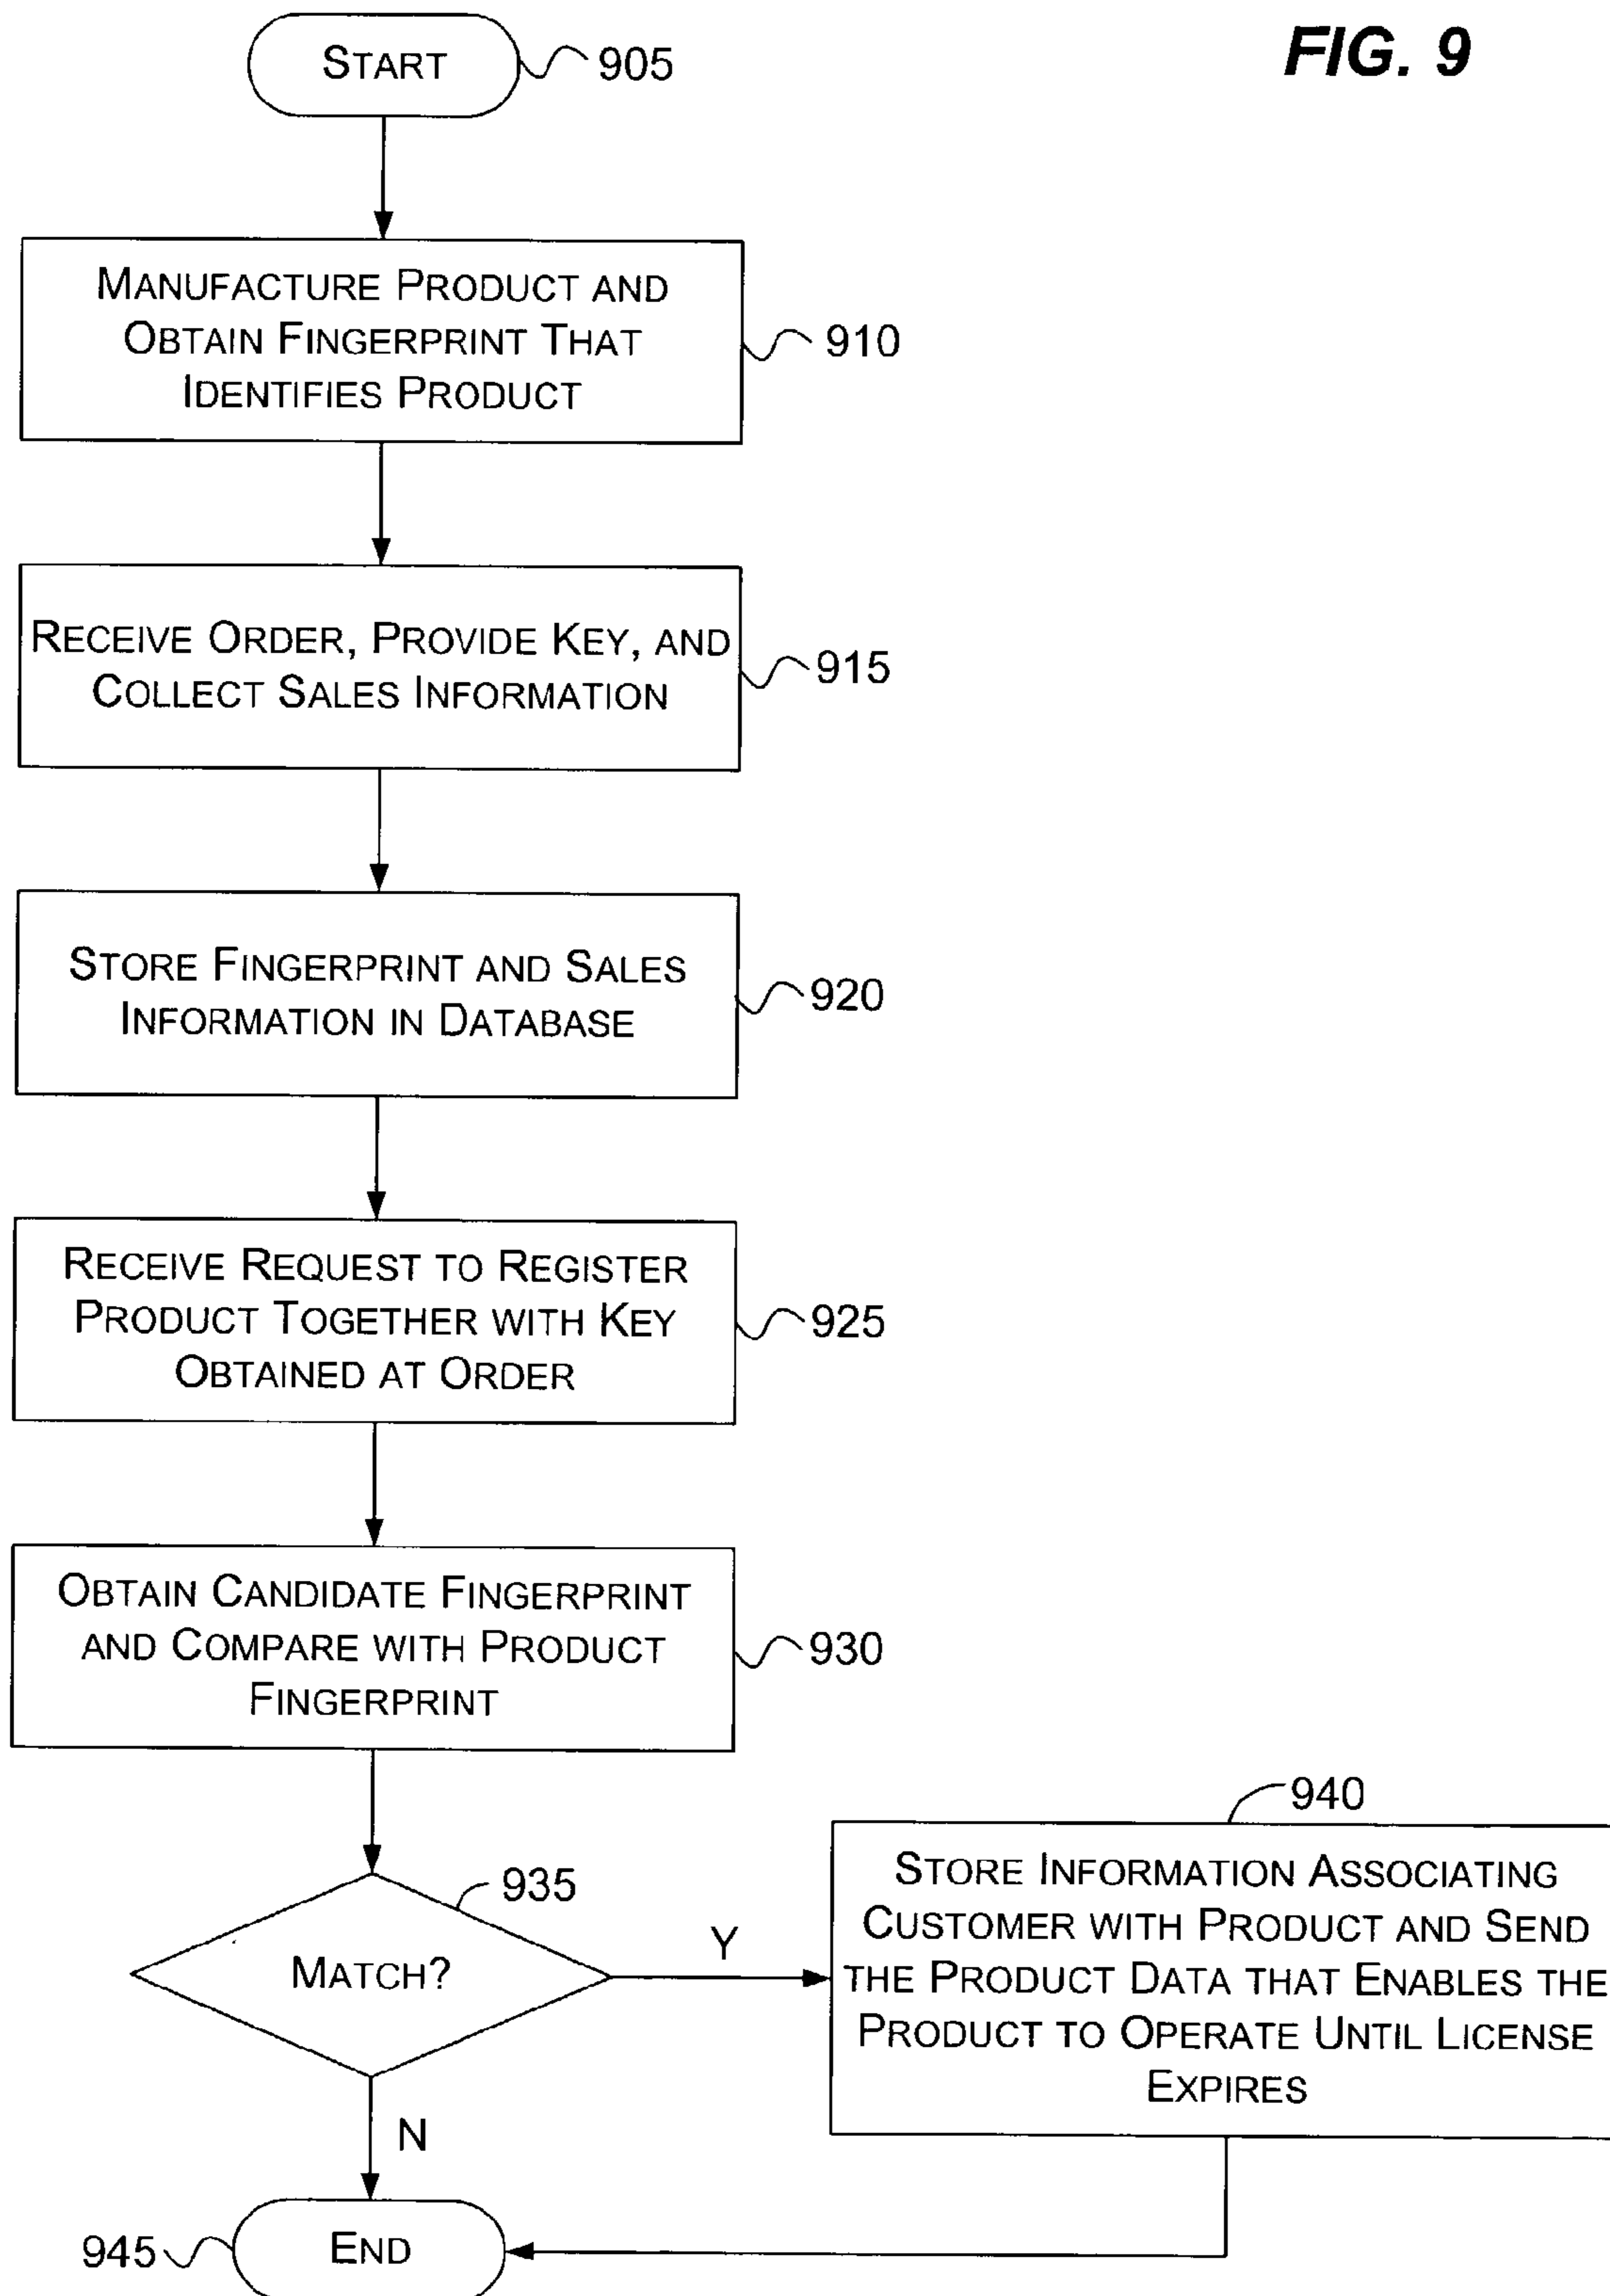 FIG. 9
START
905
MANUFACTURE PRODUCT AND
OBTAIN FINGERPRINT THAT
IDENTIFIES PRODUCT
910
RECEIVE ORDER, PROVIDE KEY, AND
COLLECT SALES INFORMATION
915
STORE FINGERPRINT AND SALES
INFORMATION IN DATABASE
920
RECEIVE REQUEST TO REGISTER
PRODUCT TOGETHER WITH KEY
OBTAINED AT ORDER
925
OBTAIN CANDIDATE FINGERPRINT
AND COMPARE WITH PRODUCT
FINGERPRINT
930
MATCH?
935
Y
940
STORE INFORMATION ASSOCIATING
CUSTOMER WITH PRODUCT AND SEND
THE PRODUCT DATA THAT ENABLES THE
PRODUCT TO OPERATE UNTIL LICENSE
EXPIRES
N
945
END